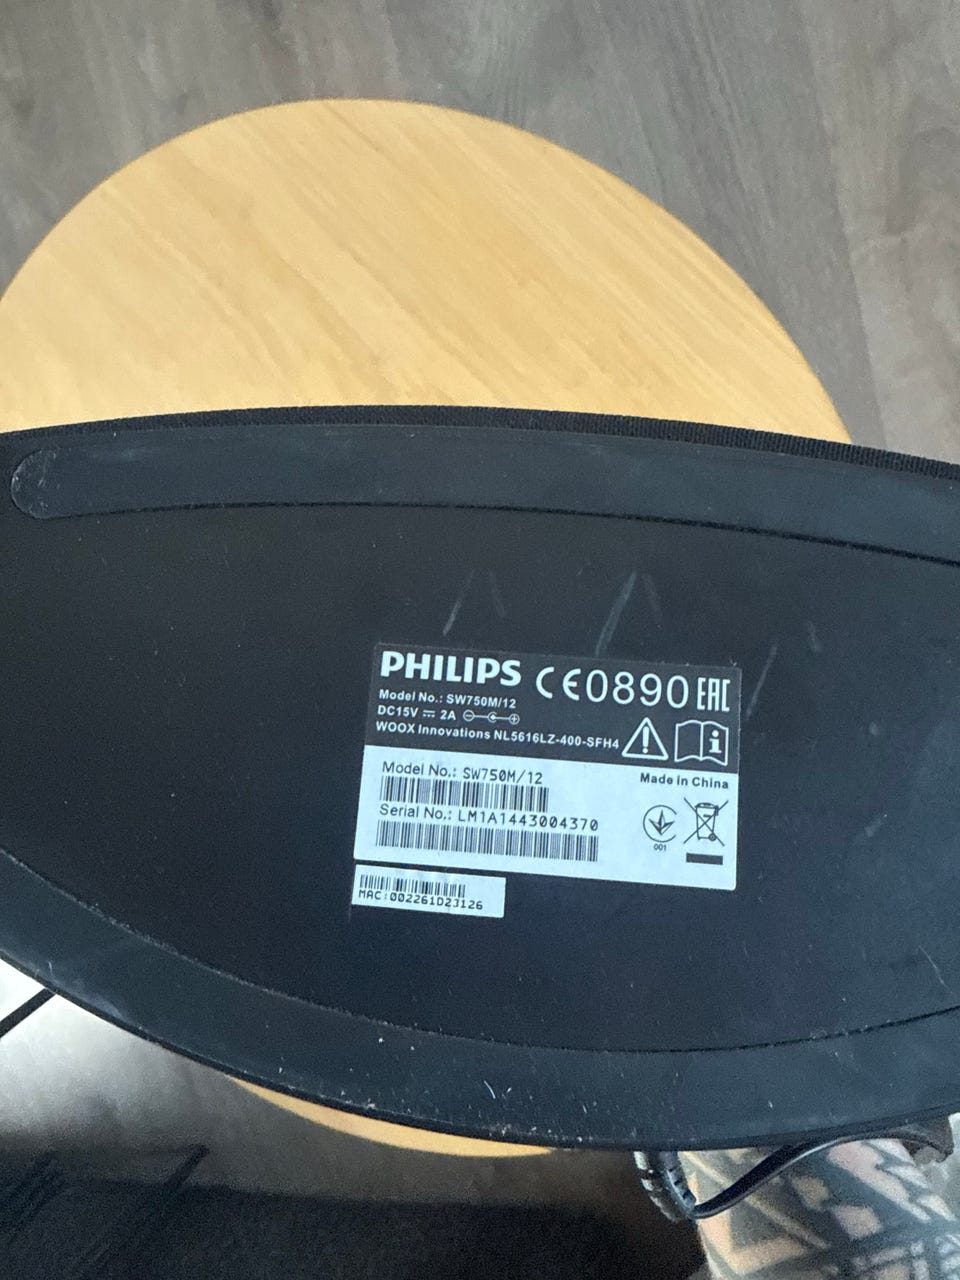 PHILIPS CE0890 EAC
Model No.: SW750M/12
DC15V 2A
WOOX Innovations NL5616LZ-400-SFH4
Model No.: SW750M/12
Made in China
Serial No.: LM1A1443004370
001
MAC:002261D2J126